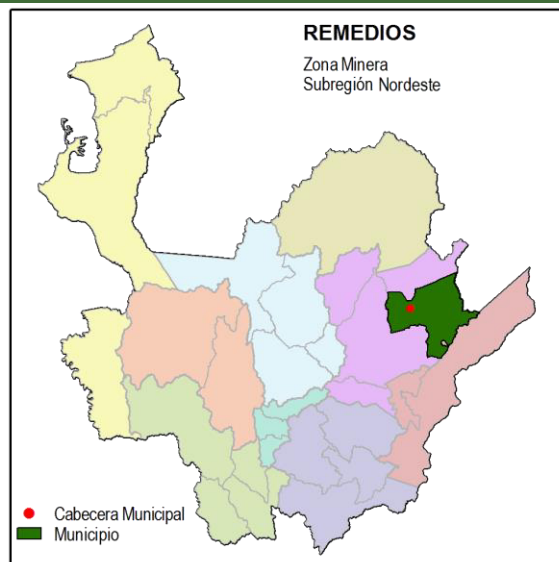 REMEDIOS
Zona Minera
Subregión Nordeste
Cabecera Municipal
Municipio